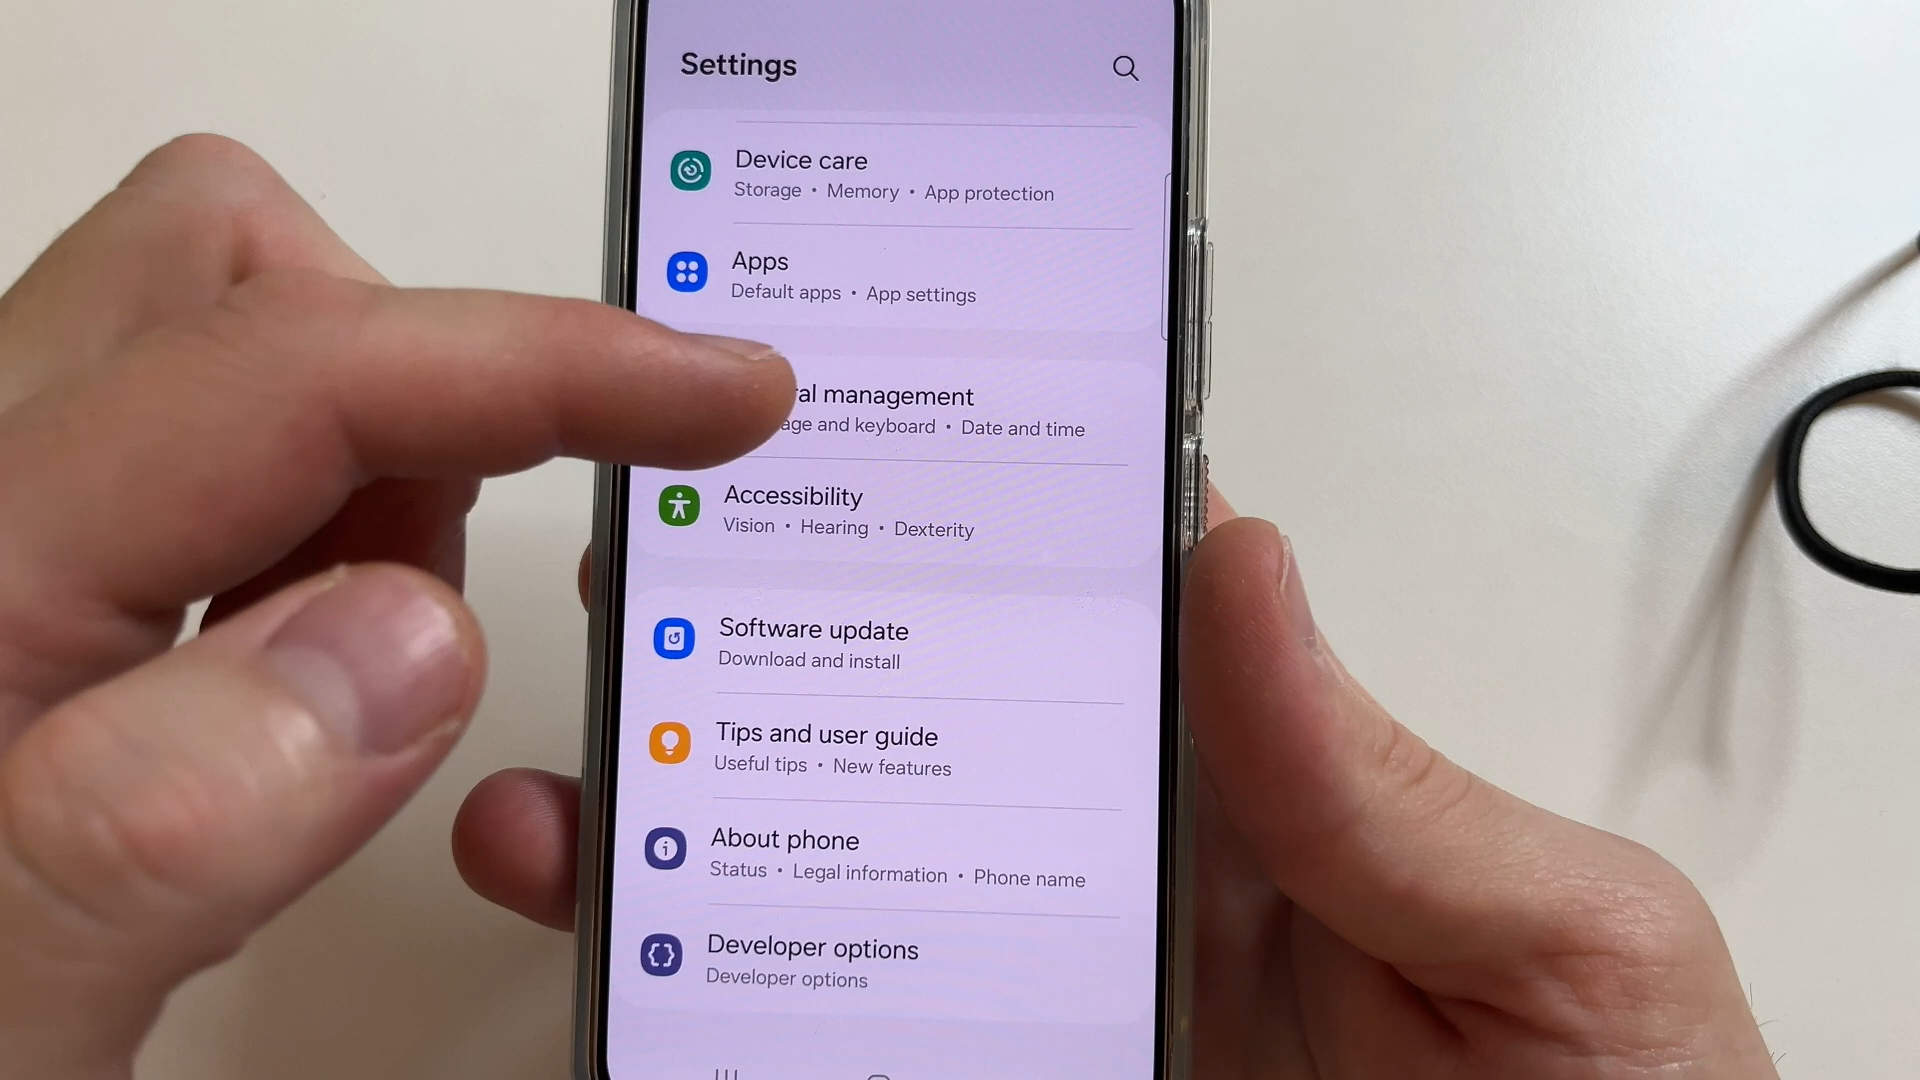 Settings
Device care
Storage • Memory • App protection
Apps
Default apps • App settings
management
and keyboard • Date and time
Accessibility
Vision • Hearing • Dexterity
Software update
Download and install
Tips and user guide
Useful tips • New features
About phone
Status • Legal information • Phone name
Developer options
Developer options